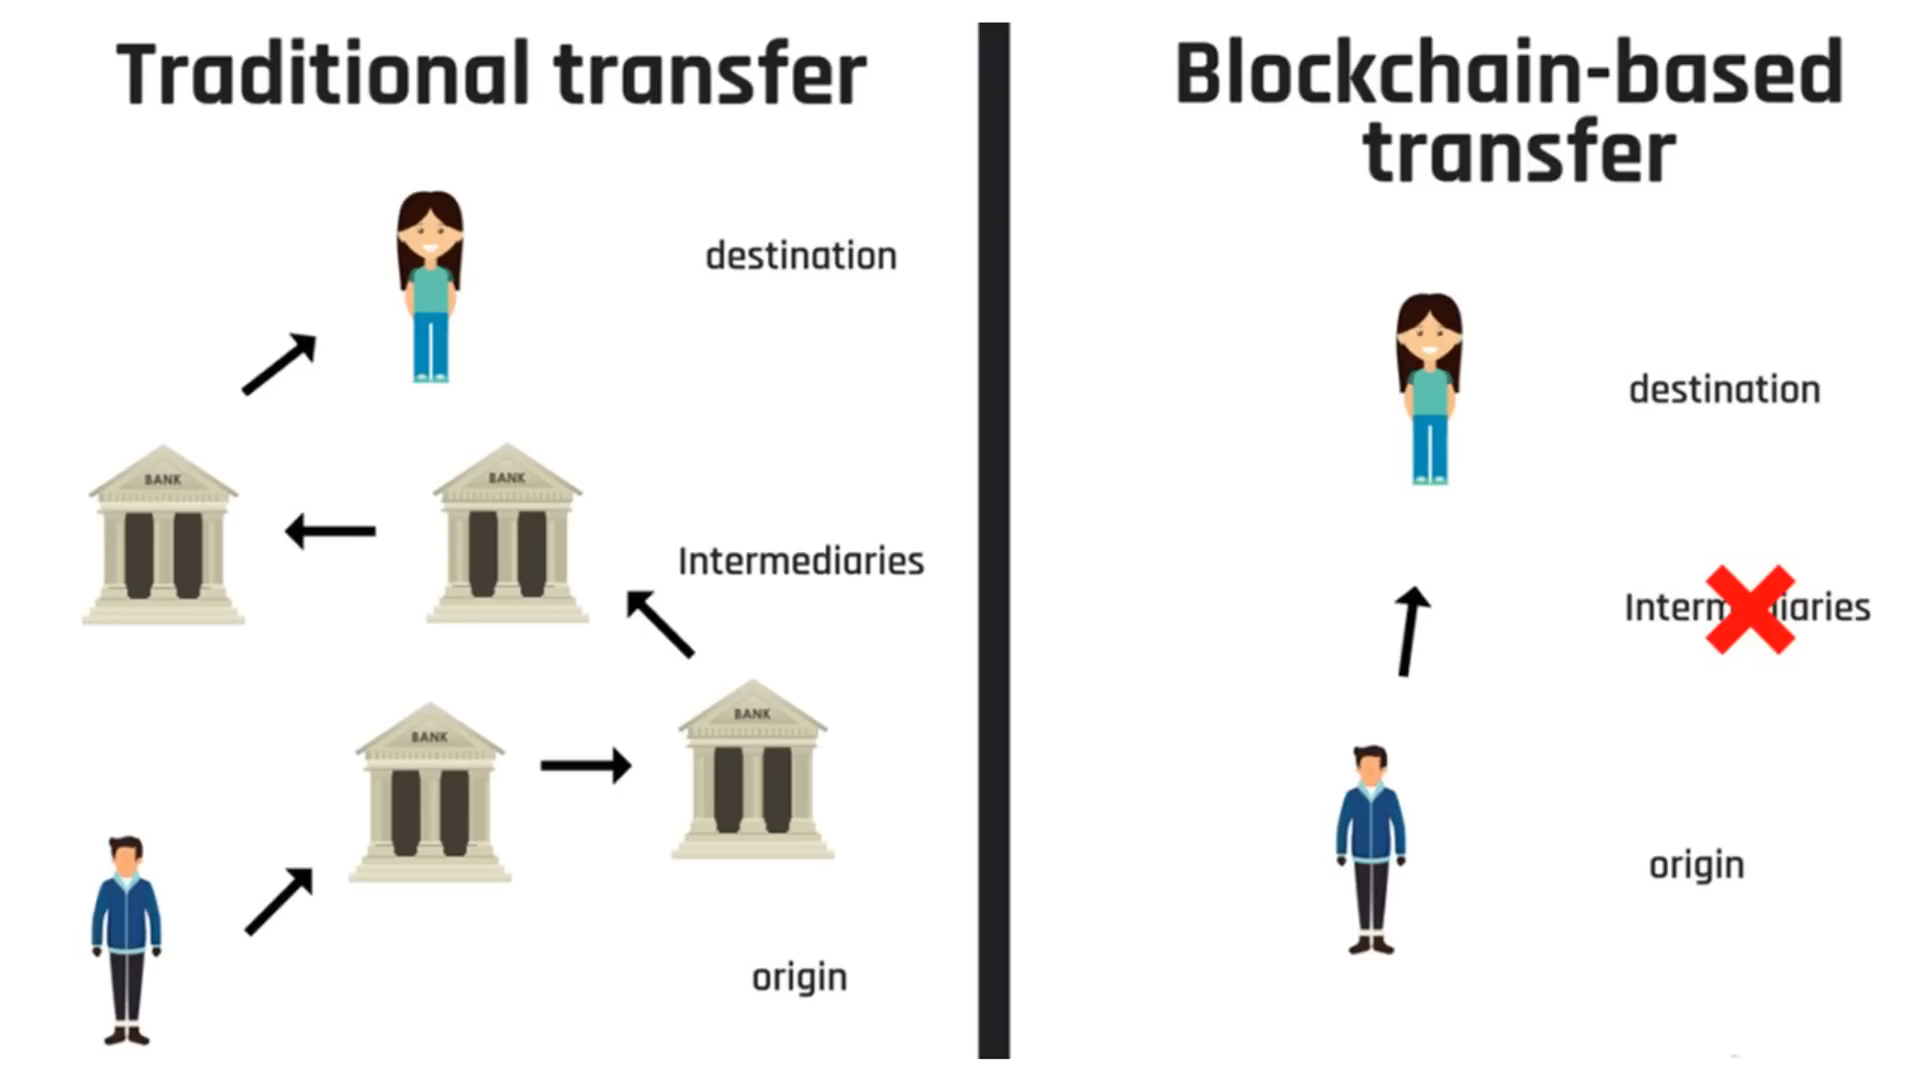 Traditional transfer
destination
BANK
BANK
Intermediaries
BANK
BANK
origin
Blockchain-based
transfer
destination
origin